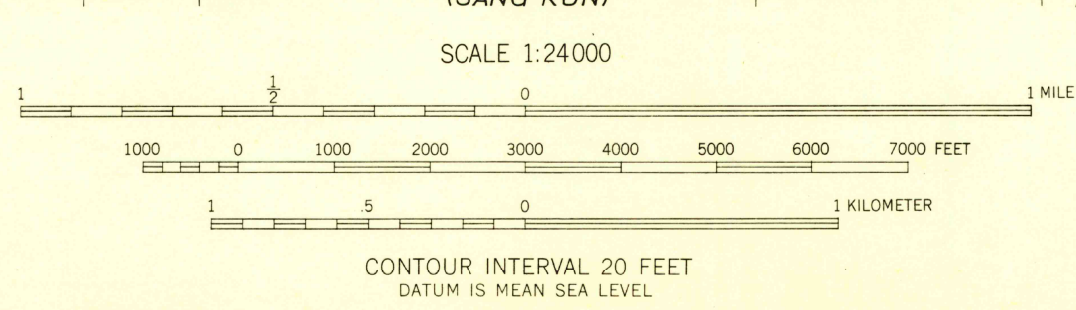 SCALE 1:24000
1 1/2 0 1 MILE
1000 0 1000 2000 3000 4000 5000 6000 7000 FEET
1 .5 0 1 KILOMETER
CONTOUR INTERVAL 20 FEET
DATUM IS MEAN SEA LEVEL